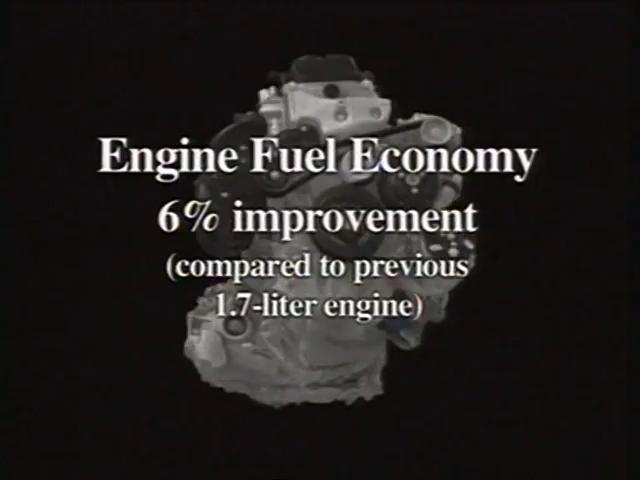 Engine Fuel Economy
6% improvement
(compared to previous
1.7-liter engine)